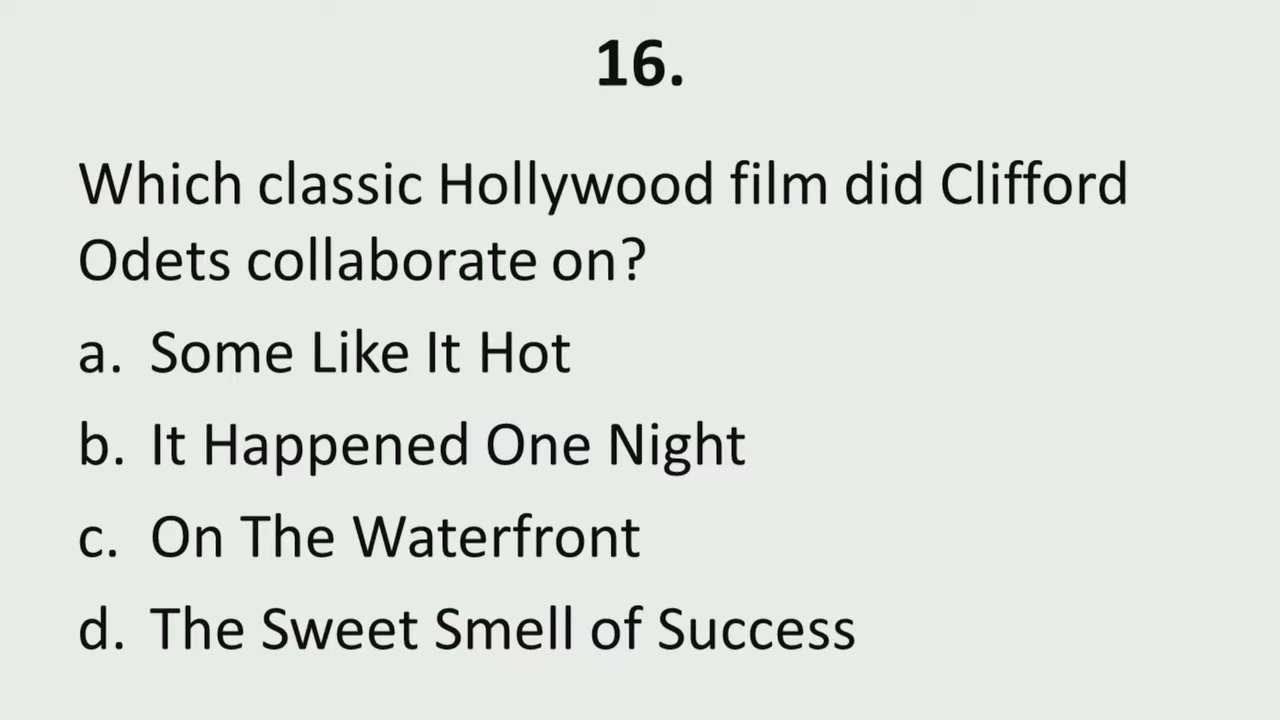 16.
Which classic Hollywood film did Clifford
Odets collaborate on?
a. Some Like It Hot
b. It Happened One Night
c. On The Waterfront
d. The Sweet Smell of Success